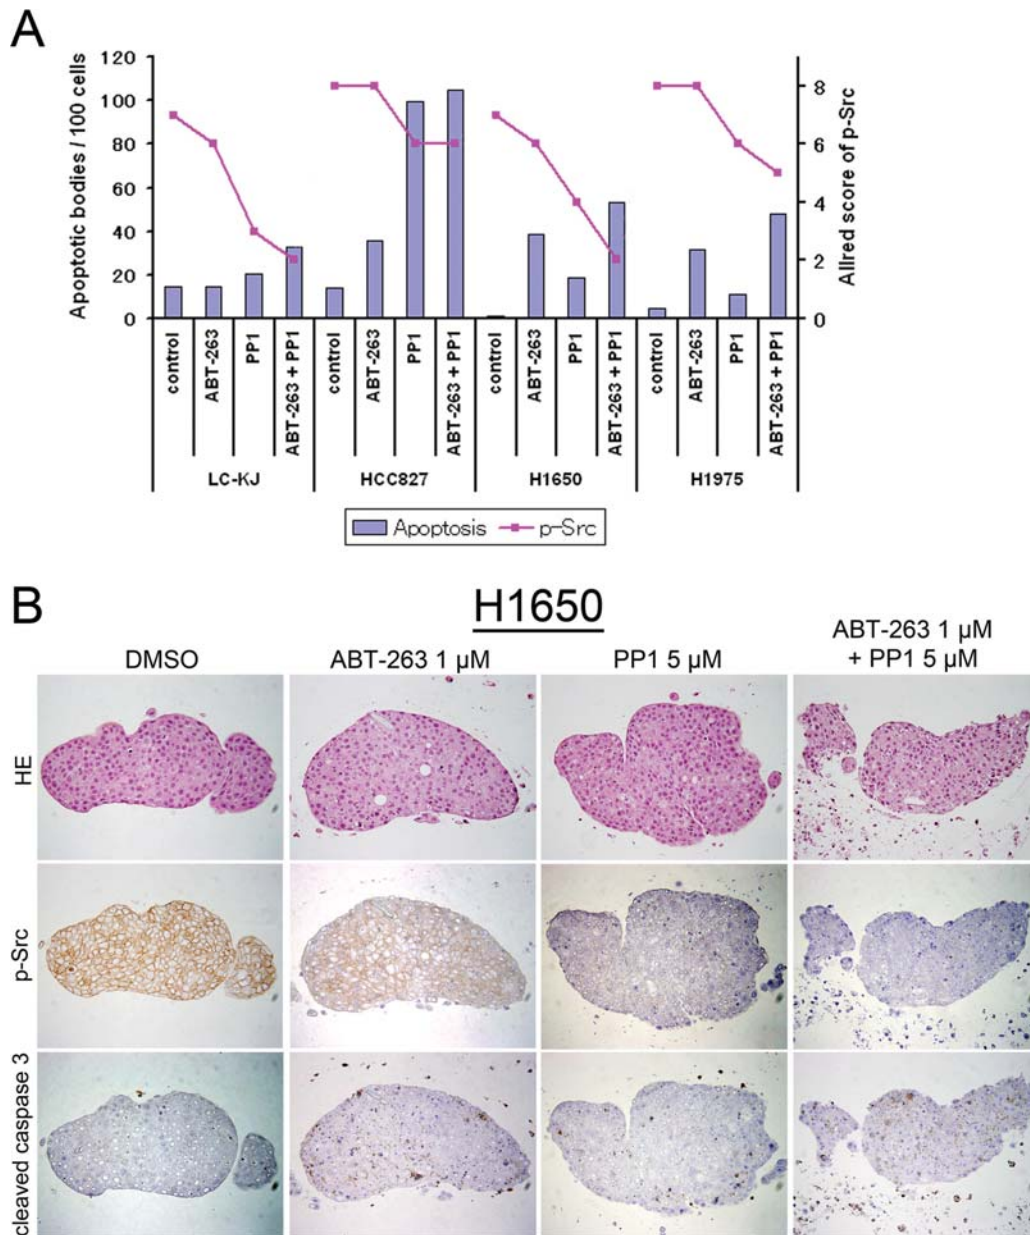 A
Apoptotic bodies / 100 cells
120
100
80
60
40
20
0
8
6
4
2
0
Allred score of p-Src
control
ABT-263
PP1
ABT-263 + PP1
control
ABT-263
PP1
ABT-263 + PP1
control
ABT-263
PP1
ABT-263 + PP1
control
ABT-263
PP1
ABT-263 + PP1
LC-KJ HCC827 H1650 H1975
Apoptosis p-Src
B
H1650
DMSO ABT-263 1 µM PP1 5 µM ABT-263 1 µM
+ PP1 5 µM
HE
p-Src
cleaved caspase 3